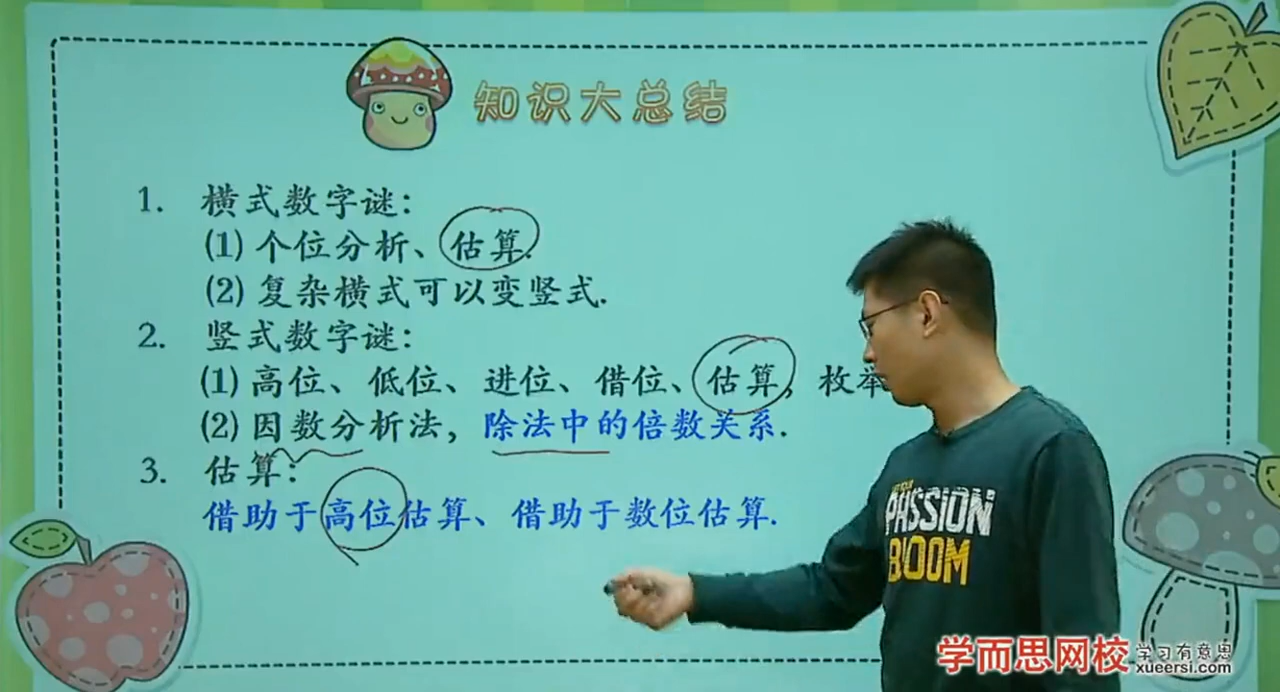 知识大总结
1. 横式数字谜：
(1) 个位分析、估算.
(2) 复杂横式可以变竖式.
2. 竖式数字谜：
(1) 高位、低位、进位、借位、估算，枚举
(2) 因数分析法，除法中的倍数关系.
3. 估算：
借助于高位估算、借助于数位估算.
PASSION
BLOOM
学而思网校
学习有意思
xueersi.com